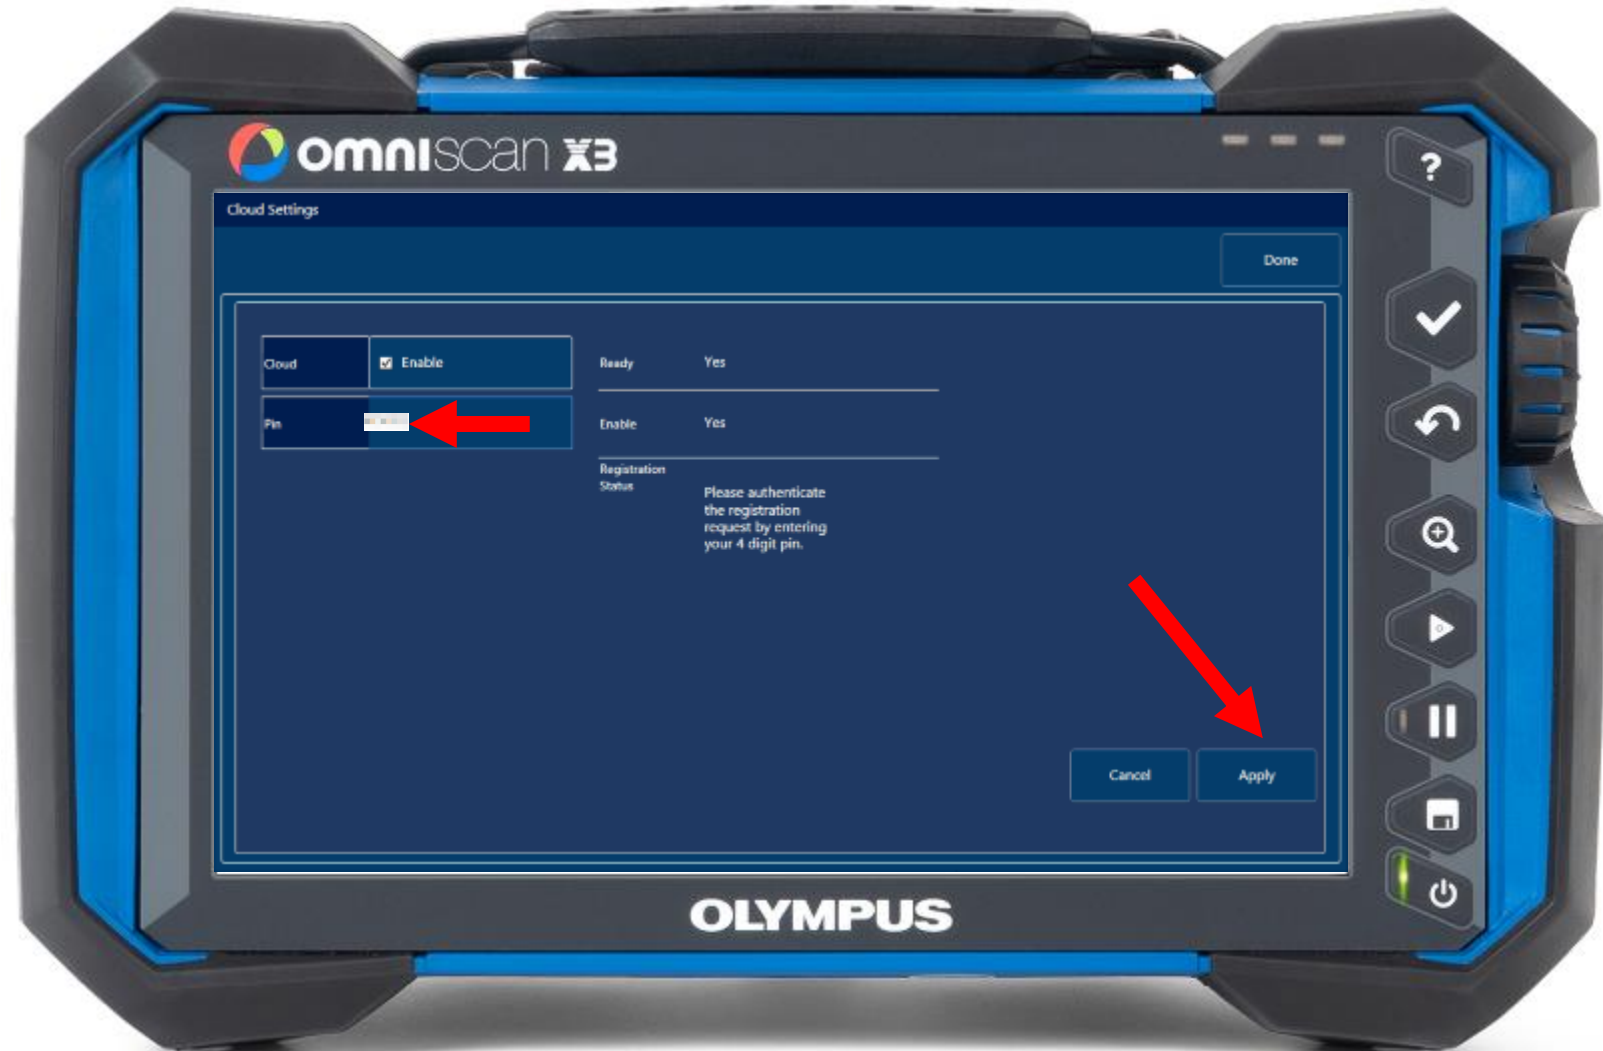 omniscan X3
Cloud Settings
Done
Cloud
Enable
Ready
Yes
Pin
Enable
Yes
Registration
Status
Please authenticate
the registration
request by entering
your 4 digit pin.
Cancel
Apply
OLYMPUS
?